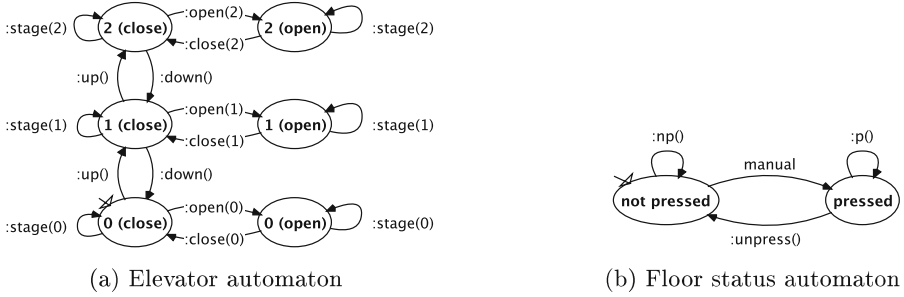 :open(2)
:stage(2) 2 (close) 2 (open) :stage(2)
:close(2)
:up() :down()
:open(1)
:stage(1) 1 (close) 1 (open) :stage(1)
:close(1)
:up() :down()
:open(0)
:stage(0) 0 (close) 0 (open) :stage(0)
:close(0)
(a) Elevator automaton
:np() :p()
manual
not pressed pressed
:unpress()
(b) Floor status automaton